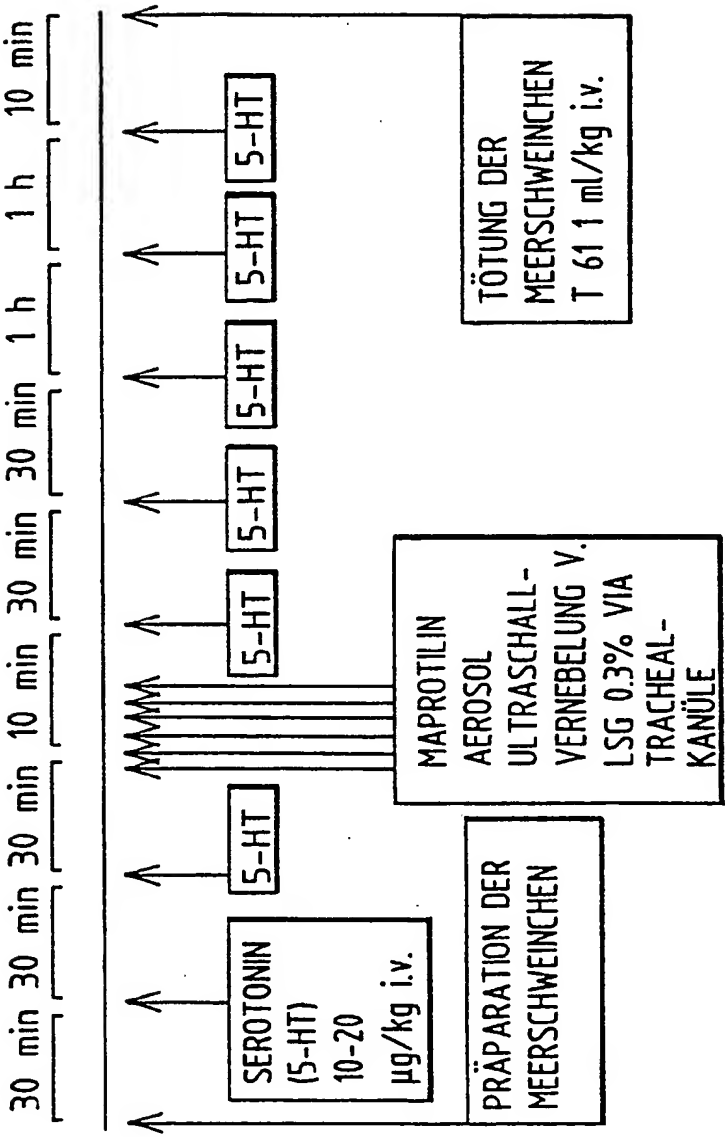 30 min 30 min 30 min 10 min 30 min 30 min 1 h 1 h 10 min
SEROTONIN
(5-HT)
10-20
µg/kg i.v.
5-HT
5-HT
5-HT
5-HT
5-HT
5-HT
PRÄPARATION DER
MEERSCHWEINCHEN
MAPROTILIN
AEROSOL
ULTRASCHALL-
VERNEBELUNG V.
LSG 0.3% VIA
TRACHEAL-
KANÜLE
TÖTUNG DER
MEERSCHWEINCHEN
T 61 1 ml/kg i.v.